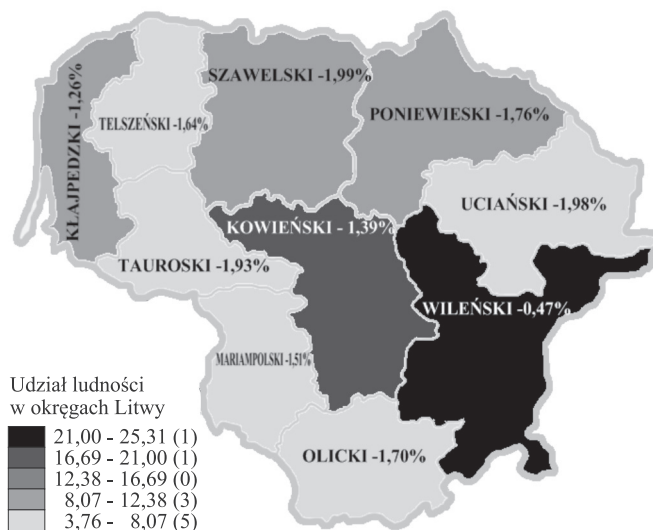 SZAWELSKI -1,99%
KŁAJPEDZKI -1,26%
TELSZEŃSKI -1,64%
PONIEWIESKI -1,76%
UCIAŃSKI -1,98%
KOWIEŃSKI - 1,39%
TAUROSKI -1,93%
WILEŃSKI -0,47%
MARIAMPOLSKI -1,51%
OLICKI -1,70%
Udział ludności
w okręgach Litwy
21,00 - 25,31 (1)
16,69 - 21,00 (1)
12,38 - 16,69 (0)
8,07 - 12,38 (3)
3,76 - 8,07 (5)